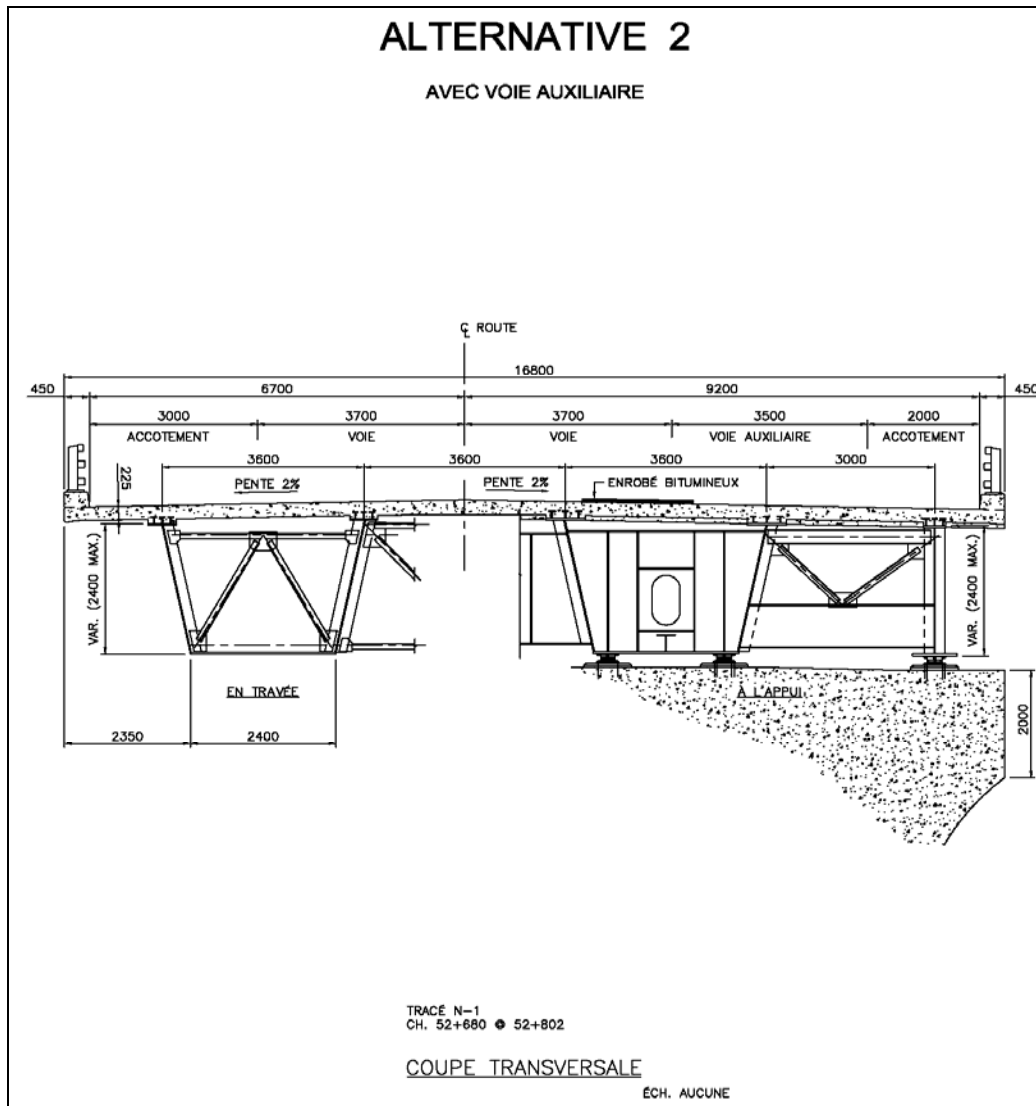 ALTERNATIVE 2
AVEC VOIE AUXILIAIRE
℄ ROUTE
16800
450 6700 9200 450
3000 3700 3700 3500 2000
ACCOTEMENT VOIE VOIE VOIE AUXILIAIRE ACCOTEMENT
3600 3600 3600 3000
225 PENTE 2% PENTE 2% ENROBÉ BITUMINEUX
VAR. (2400 MAX.) VAR. (2400 MAX.)
EN TRAVÉE À L'APPUI
2000
2350 2400
TRACÉ N-1
CH. 52+680 @ 52+802
COUPE TRANSVERSALE
ÉCH. AUCUNE